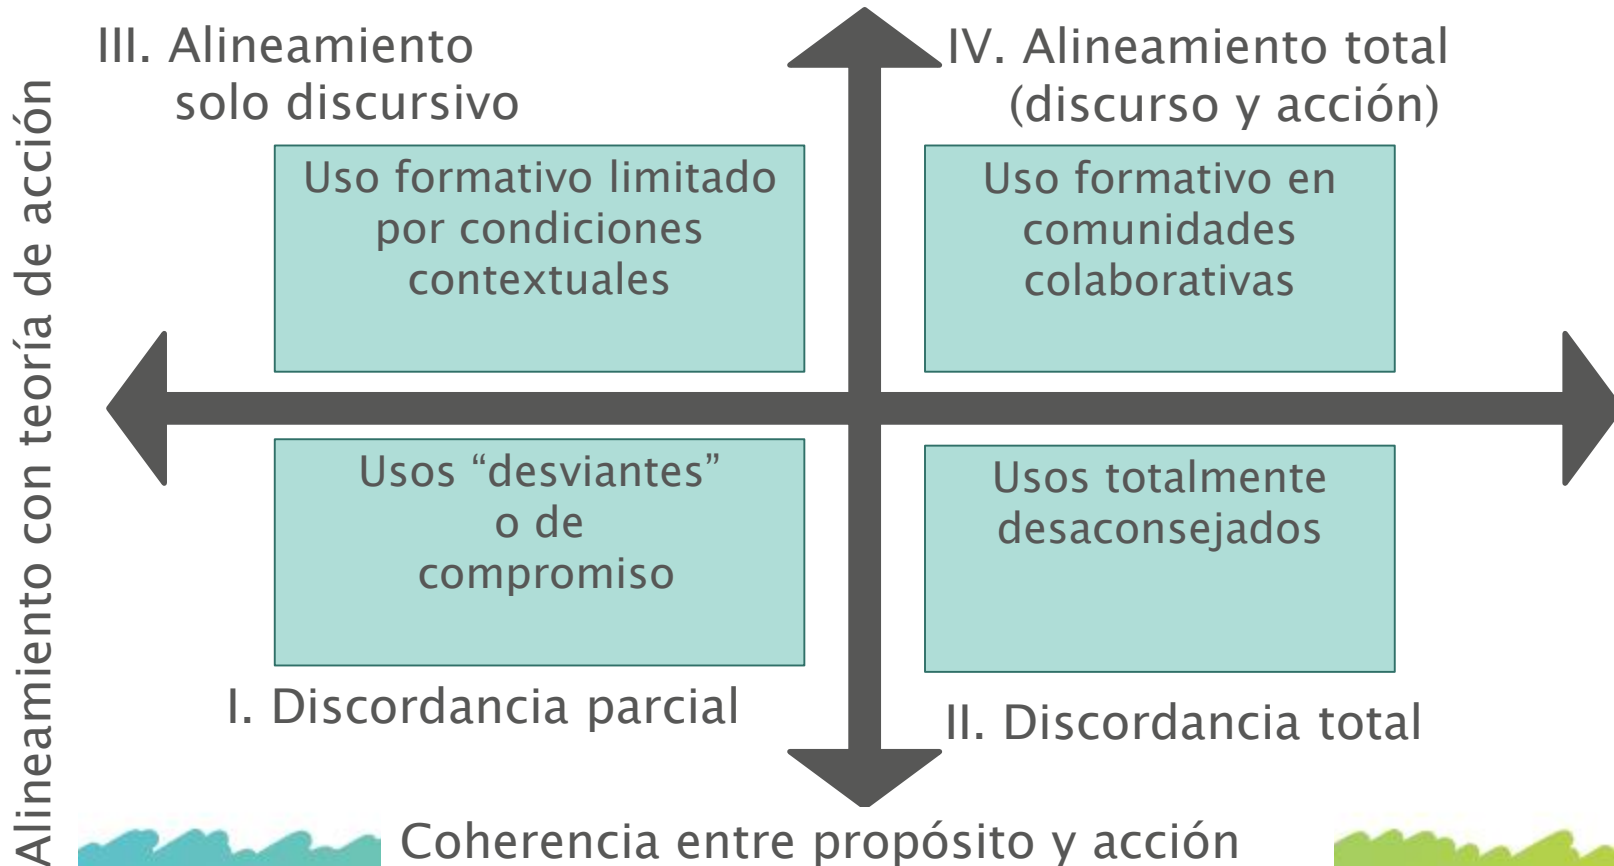 Alineamiento con teoría de acción
III. Alineamiento
solo discursivo
Uso formativo limitado
por condiciones
contextuales
IV. Alineamiento total
(discurso y acción)
Uso formativo en
comunidades
colaborativas
Usos “desviantes”
o de
compromiso
I. Discordancia parcial
Usos totalmente
desaconsejados
II. Discordancia total
Coherencia entre propósito y acción